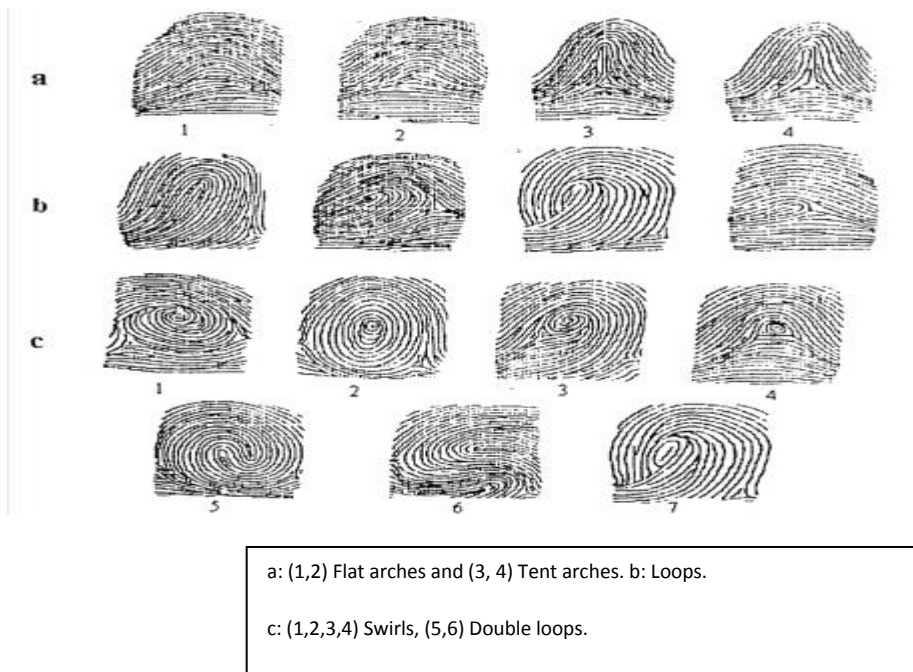 a
1 2 3 4
b
c
1 2 3 4
5 6 7
a: (1,2) Flat arches and (3, 4) Tent arches. b: Loops.
c: (1,2,3,4) Swirls, (5,6) Double loops.